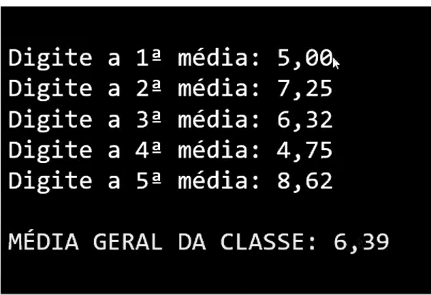 Digite a 1ª média: 5,00
Digite a 2ª média: 7,25
Digite a 3ª média: 6,32
Digite a 4ª média: 4,75
Digite a 5ª média: 8,62
MÉDIA GERAL DA CLASSE: 6,39